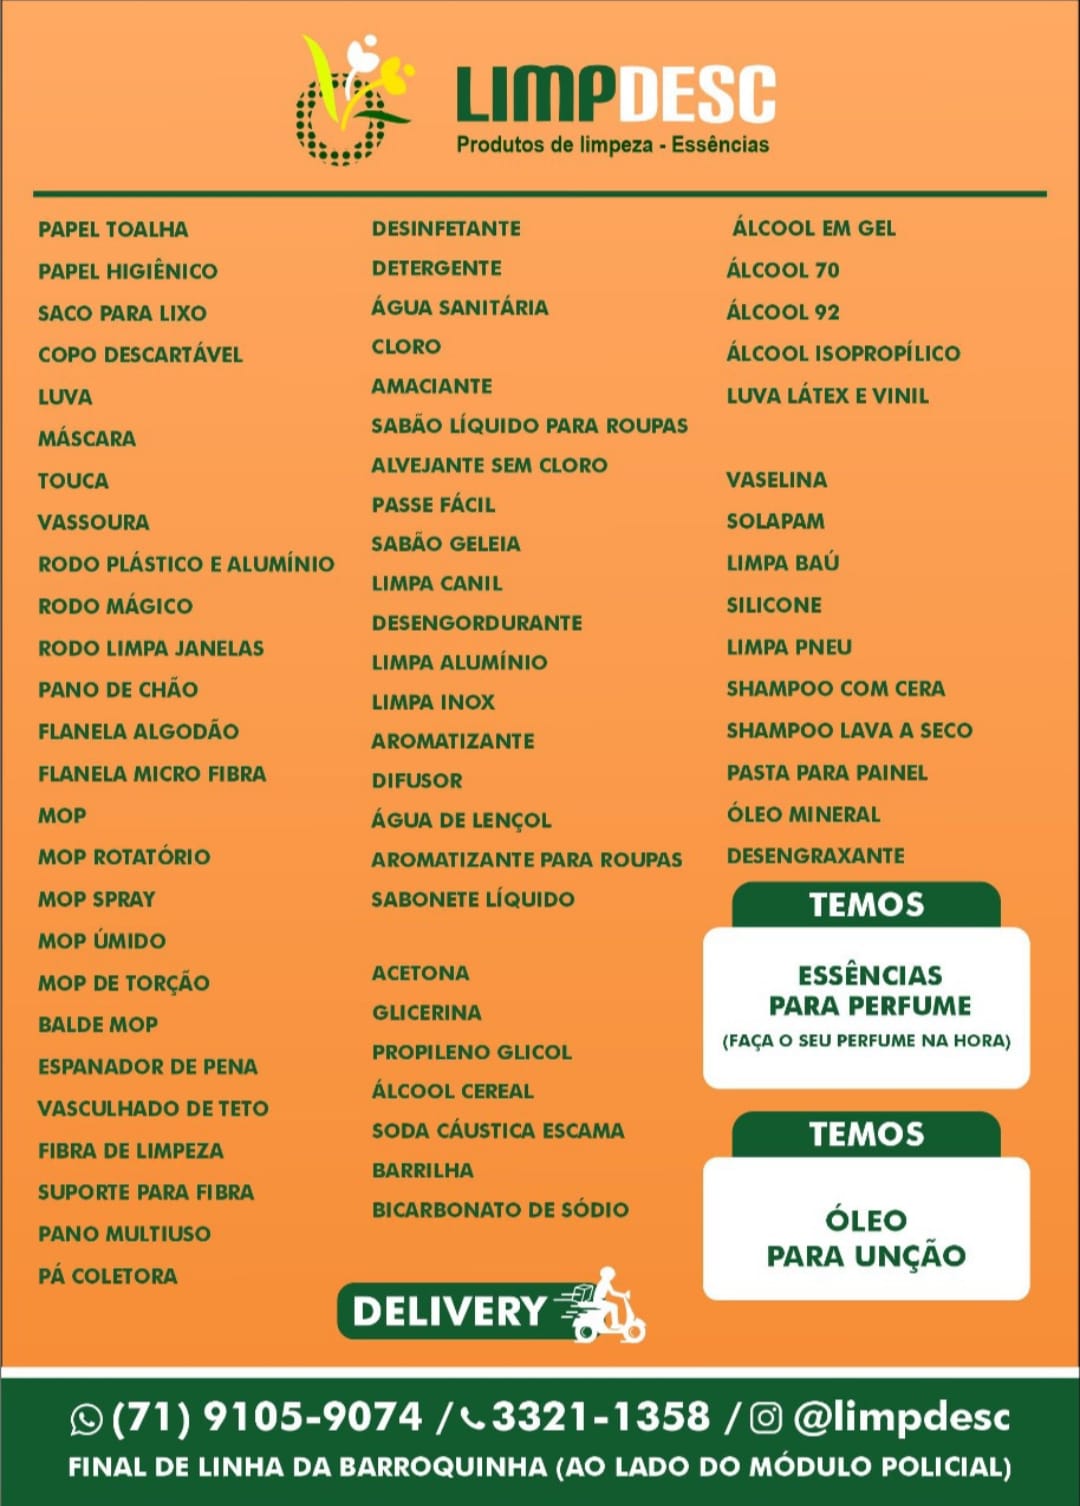 LIMPDESC
Produtos de limpeza - Essências
PAPEL TOALHA
PAPEL HIGIÊNICO
SACO PARA LIXO
COPO DESCARTÁVEL
LUVA
MÁSCARA
TOUCA
VASSOURA
RODO PLÁSTICO E ALUMÍNIO
RODO MÁGICO
RODO LIMPA JANELAS
PANO DE CHÃO
FLANELA ALGODÃO
FLANELA MICRO FIBRA
MOP
MOP ROTATÓRIO
MOP SPRAY
MOP ÚMIDO
MOP DE TORÇÃO
BALDE MOP
ESPANADOR DE PENA
VASCULHADO DE TETO
FIBRA DE LIMPEZA
SUPORTE PARA FIBRA
PANO MULTIUSO
PÁ COLETORA
DESINFETANTE
DETERGENTE
ÁGUA SANITÁRIA
CLORO
AMACIANTE
SABÃO LÍQUIDO PARA ROUPAS
ALVEJANTE SEM CLORO
PASSE FÁCIL
SABÃO GELEIA
LIMPA CANIL
DESENGORDURANTE
LIMPA ALUMÍNIO
LIMPA INOX
AROMATIZANTE
DIFUSOR
ÁGUA DE LENÇOL
AROMATIZANTE PARA ROUPAS
SABONETE LÍQUIDO
ACETONA
GLICERINA
PROPILENO GLICOL
ÁLCOOL CEREAL
SODA CÁUSTICA ESCAMA
BARRILHA
BICARBONATO DE SÓDIO
ÁLCOOL EM GEL
ÁLCOOL 70
ÁLCOOL 92
ÁLCOOL ISOPROPÍLICO
LUVA LÁTEX E VINIL
VASELINA
SOLAPAM
LIMPA BAÚ
SILICONE
LIMPA PNEU
SHAMPOO COM CERA
SHAMPOO LAVA A SECO
PASTA PARA PAINEL
ÓLEO MINERAL
DESENGRAXANTE
TEMOS
ESSÊNCIAS
PARA PERFUME
(FAÇA O SEU PERFUME NA HORA)
TEMOS
ÓLEO
PARA UNÇÃO
DELIVERY
(71) 9105-9074 / 3321-1358 / @limpdesc
FINAL DE LINHA DA BARROQUINHA (AO LADO DO MÓDULO POLICIAL)